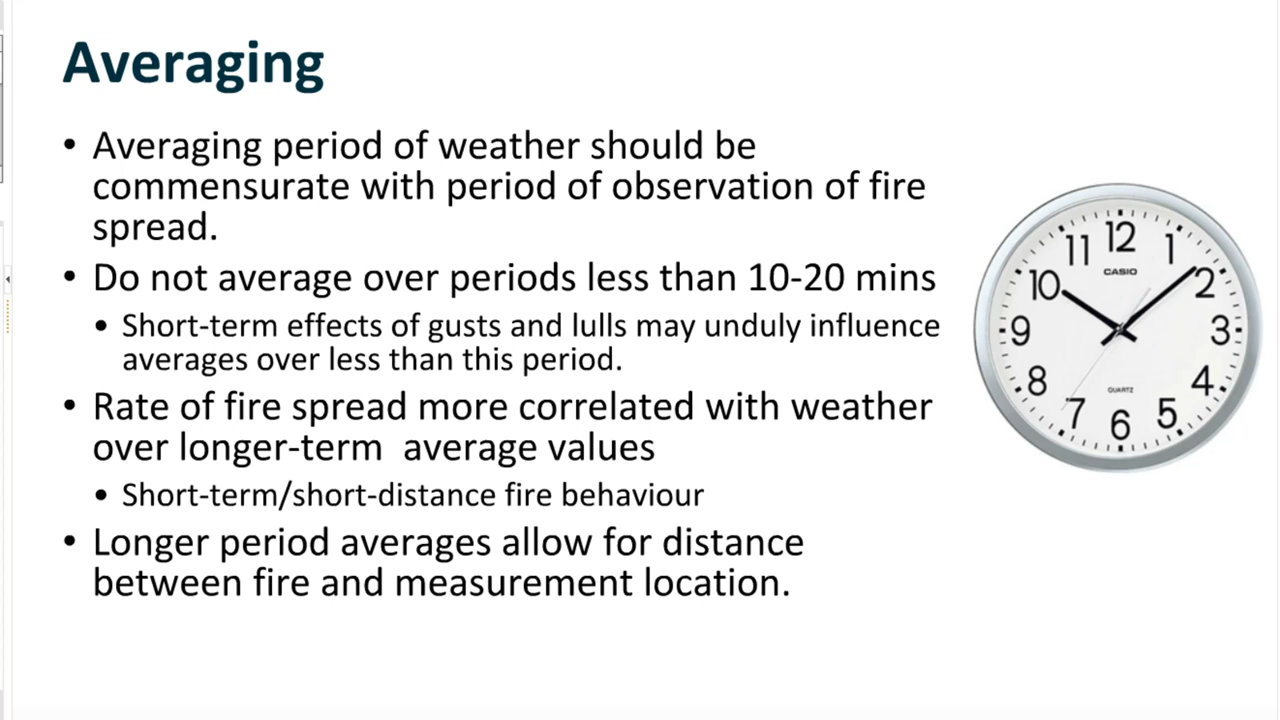 Averaging
• Averaging period of weather should be
commensurate with period of observation of fire
spread.
• Do not average over periods less than 10-20 mins
• Short-term effects of gusts and lulls may unduly influence
averages over less than this period.
• Rate of fire spread more correlated with weather
over longer-term  average values
• Short-term/short-distance fire behaviour
• Longer period averages allow for distance
between fire and measurement location.
12
11 1
CASIO
10 2
9 3
8 4
QUARTZ
7 5
6